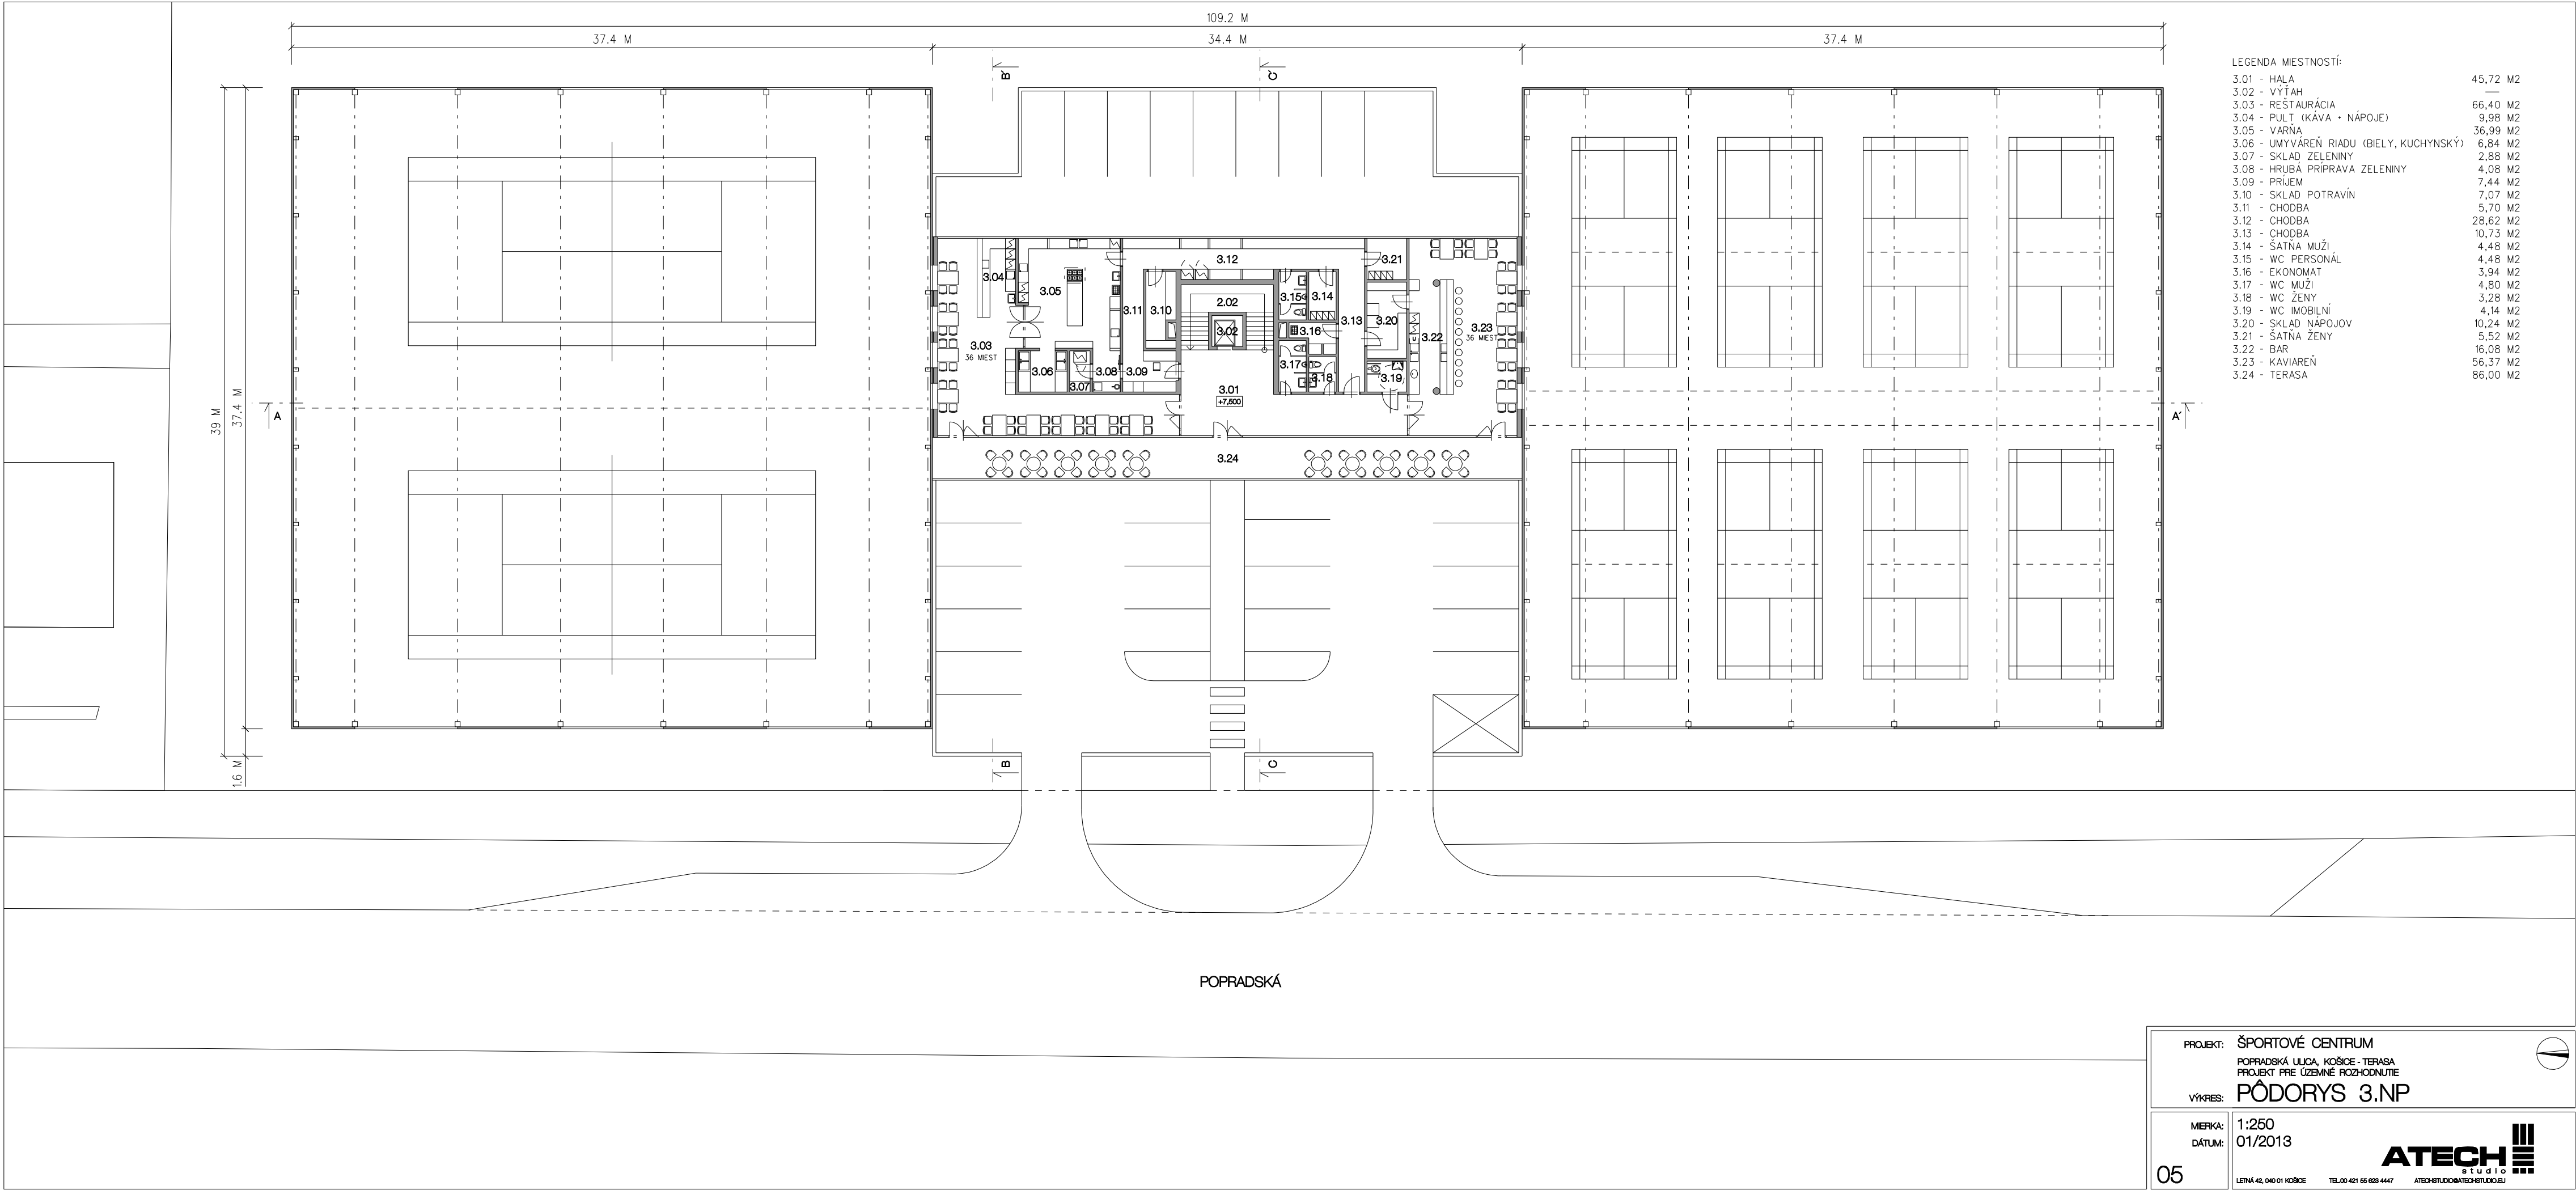 109.2 M
37.4 M
34.4 M
37.4 M
B'
C'
LEGENDA MIESTNOSTÍ:
3.01 - HALA 45,72 M2
3.02 - VÝŤAH —
3.03 - REŠTAURÁCIA 66,40 M2
3.04 - PULT (KÁVA + NÁPOJE) 9,98 M2
3.05 - VARŇA 36,99 M2
3.06 - UMYVÁREŇ RIADU (BIELY, KUCHYNSKÝ) 6,84 M2
3.07 - SKLAD ZELENINY 2,88 M2
3.08 - HRUBÁ PRÍPRAVA ZELENINY 4,08 M2
3.09 - PRÍJEM 7,44 M2
3.10 - SKLAD POTRAVÍN 7,07 M2
3.11 - CHODBA 5,70 M2
3.12 - CHODBA 28,62 M2
3.13 - CHODBA 10,73 M2
3.14 - ŠATŇA MUŽI 4,48 M2
3.15 - WC PERSONÁL 4,48 M2
3.16 - EKONOMAT 3,94 M2
3.17 - WC MUŽI 4,80 M2
3.18 - WC ŽENY 3,28 M2
3.19 - WC IMOBILNÍ 4,14 M2
3.20 - SKLAD NÁPOJOV 10,24 M2
3.21 - ŠATŇA ŽENY 5,52 M2
3.22 - BAR 16,08 M2
3.23 - KAVIAREŇ 56,37 M2
3.24 - TERASA 86,00 M2
3.12
3.21
3.04
3.05
3.11
3.10
2.02
3.15
3.14
3.13
3.20
3.02
3.16
3.22
3.23
36 MIEST
3.03
36 MIEST
3.06
3.07
3.08
3.09
3.17
3.18
3.19
3.01
+7,500
3.24
39 M
37.4 M
1.6 M
A
A'
B
C
POPRADSKÁ
PROJEKT: ŠPORTOVÉ CENTRUM
POPRADSKÁ ULICA, KOŠICE - TERASA
PROJEKT PRE ÚZEMNÉ ROZHODNUTIE
VÝKRES: PÔDORYS 3.NP
MIERKA: 1:250
DÁTUM: 01/2013
05
ATECH
studio
LETNÁ 42, 040 01 KOŠICE TEL.00 421 55 623 4447 ATECHSTUDIO@ATECHSTUDIO.EU